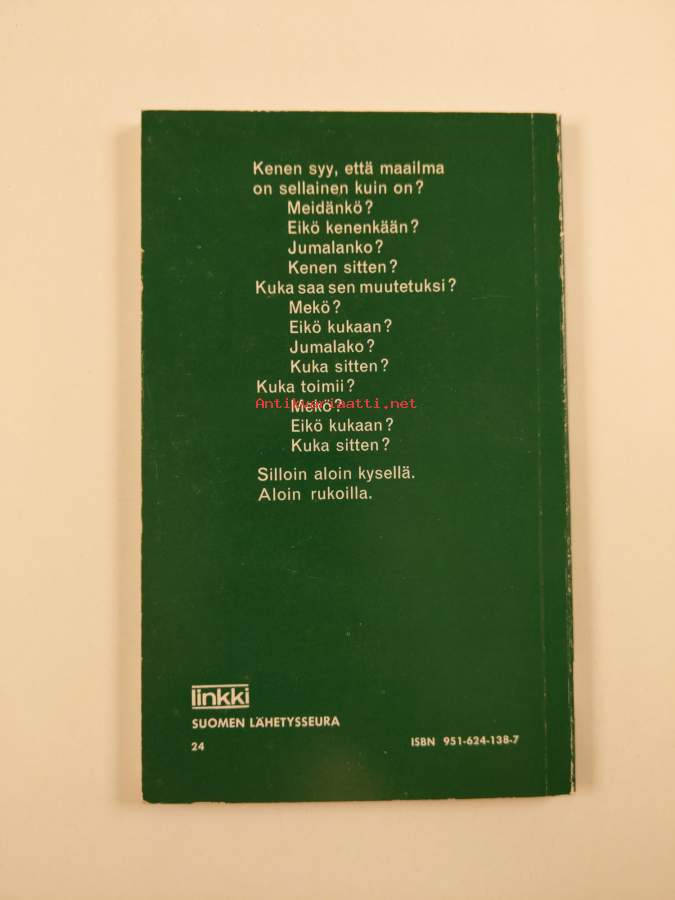 Kenen syy, että maailma
on sellainen kuin on?
Meidänkö?
Eikö kenenkään?
Jumalanko?
Kenen sitten?
Kuka saa sen muutetuksi?
Mekö?
Eikö kukaan?
Jumalako?
Kuka sitten?
Kuka toimii?
Antikvariaatti.net
Mekö?
Eikö kukaan?
Kuka sitten?
Silloin aloin kysellä.
Aloin rukoilla.
linkki
SUOMEN LÄHETYSSEURA
24
ISBN 951-624-138-7